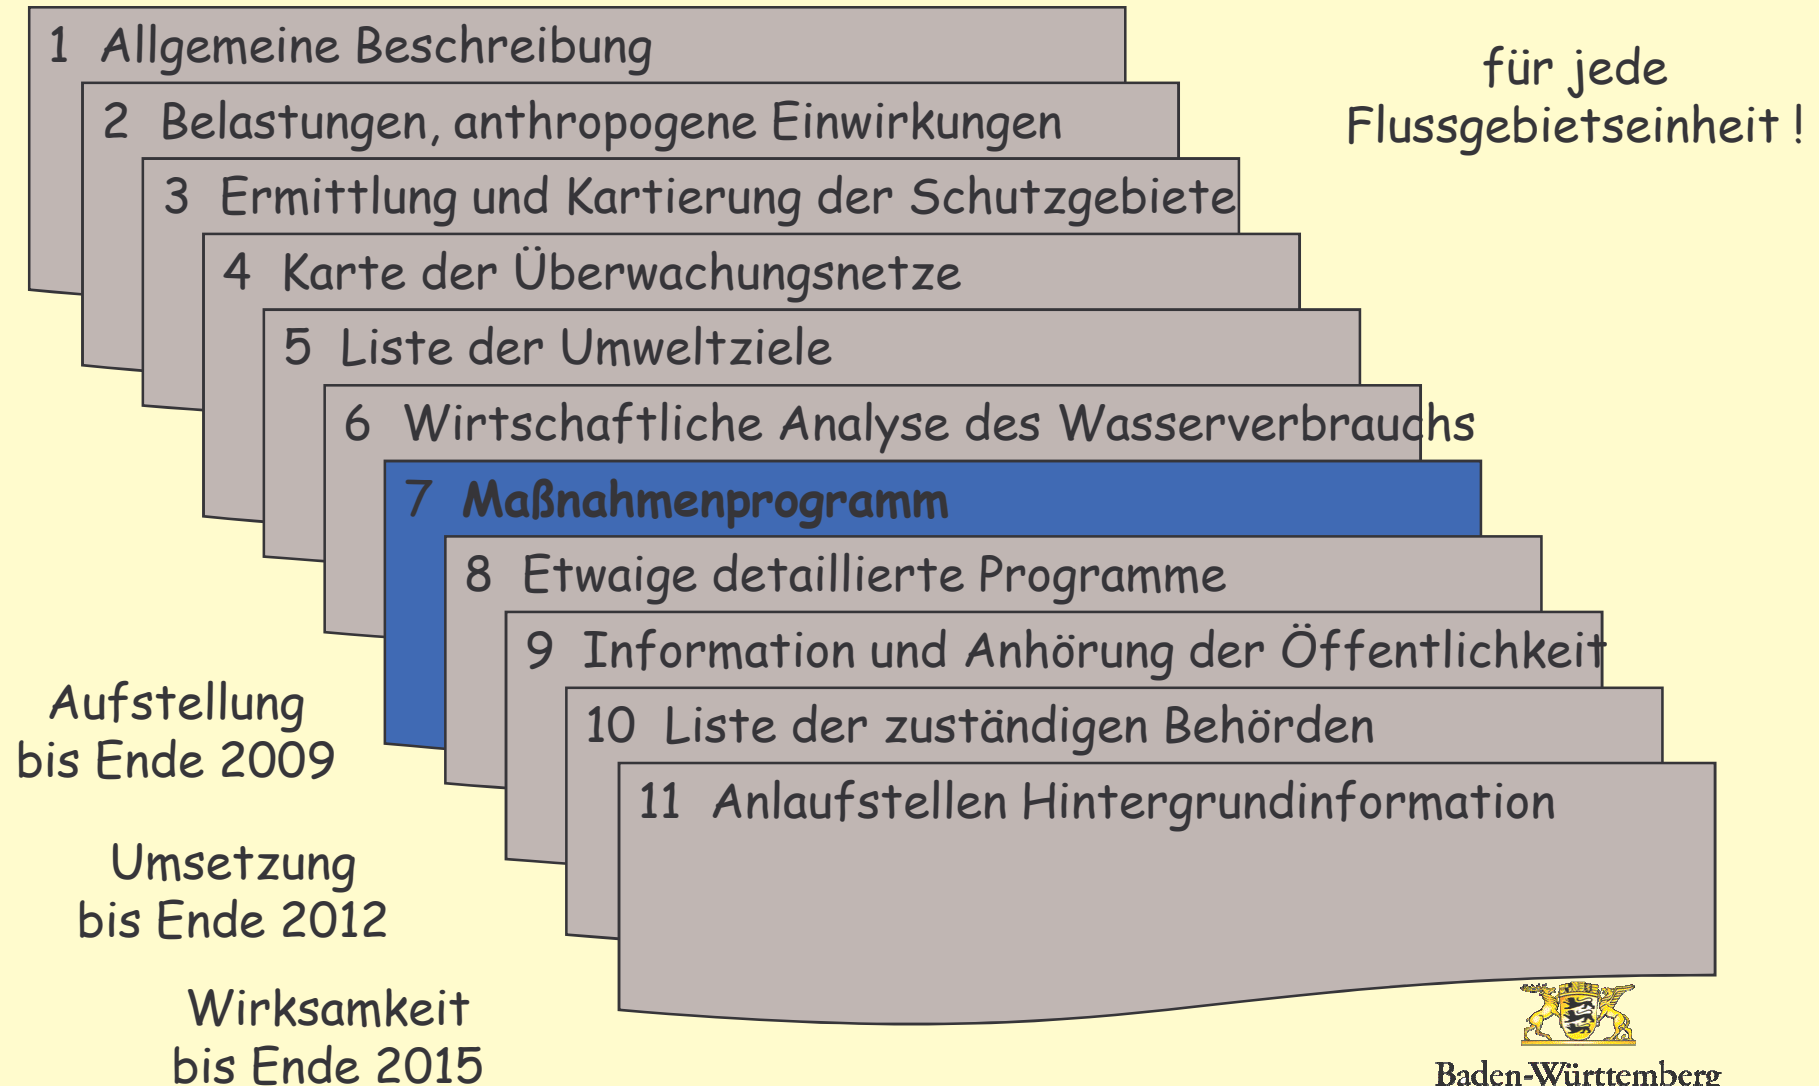 1 Allgemeine Beschreibung
2 Belastungen, anthropogene Einwirkungen
3 Ermittlung und Kartierung der Schutzgebiete
4 Karte der Überwachungsnetze
5 Liste der Umweltziele
6 Wirtschaftliche Analyse des Wasserverbrauchs
7 Maßnahmenprogramm
8 Etwaige detaillierte Programme
9 Information und Anhörung der Öffentlichkeit
10 Liste der zuständigen Behörden
11 Anlaufstellen Hintergrundinformation
für jede
Flussgebietseinheit !
Aufstellung
bis Ende 2009
Umsetzung
bis Ende 2012
Wirksamkeit
bis Ende 2015
Baden-Württemberg